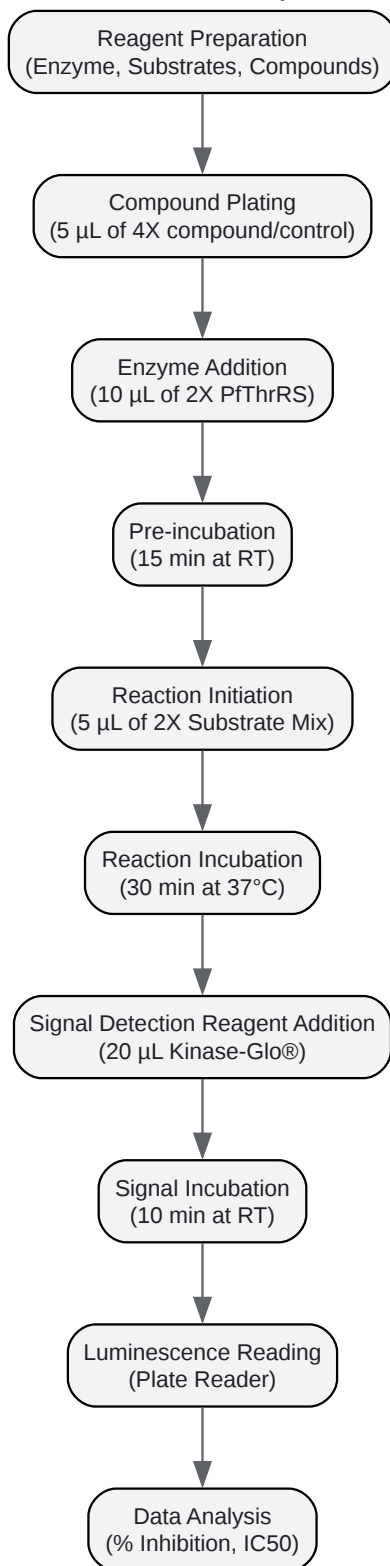 Reagent Preparation
(Enzyme, Substrates, Compounds)
Compound Plating
(5 µL of 4X compound/control)
Enzyme Addition
(10 µL of 2X PfThrRS)
Pre-incubation
(15 min at RT)
Reaction Initiation
(5 µL of 2X Substrate Mix)
Reaction Incubation
(30 min at 37°C)
Signal Detection Reagent Addition
(20 µL Kinase-Glo®)
Signal Incubation
(10 min at RT)
Luminescence Reading
(Plate Reader)
Data Analysis
(% Inhibition, IC50)